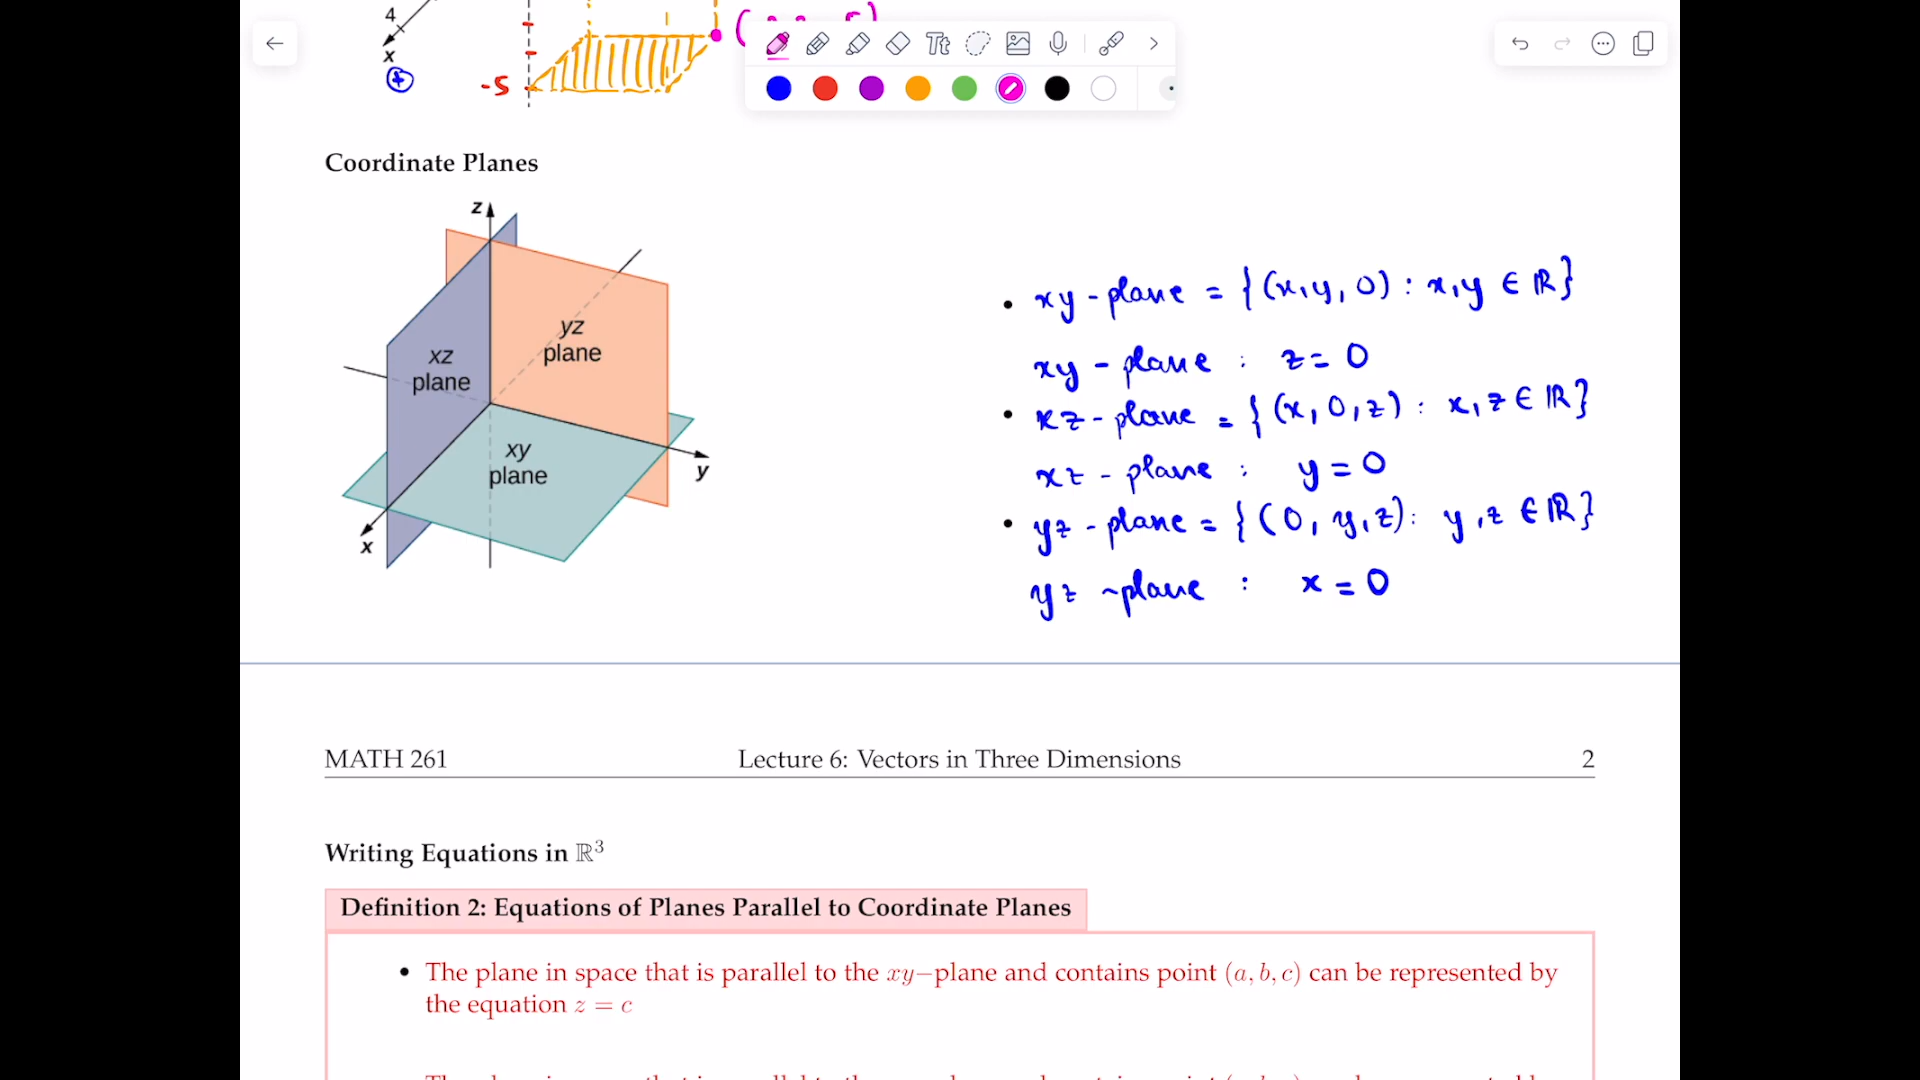 4
x
+
-5
Tt
Coordinate Planes
z
yz
plane
xz
plane
xy
plane
y
x
• xy - plane = {(x,y, 0) : x,y ∈ ℝ}
xy - plane : z = 0
• xz - plane = {(x, 0, z) : x, z ∈ ℝ}
xz - plane : y = 0
• yz - plane = {(0, y, z) : y, z ∈ ℝ}
yz - plane : x = 0
MATH 261 Lecture 6: Vectors in Three Dimensions 2
Writing Equations in ℝ³
Definition 2: Equations of Planes Parallel to Coordinate Planes
• The plane in space that is parallel to the xy−plane and contains point (a, b, c) can be represented by
the equation z = c